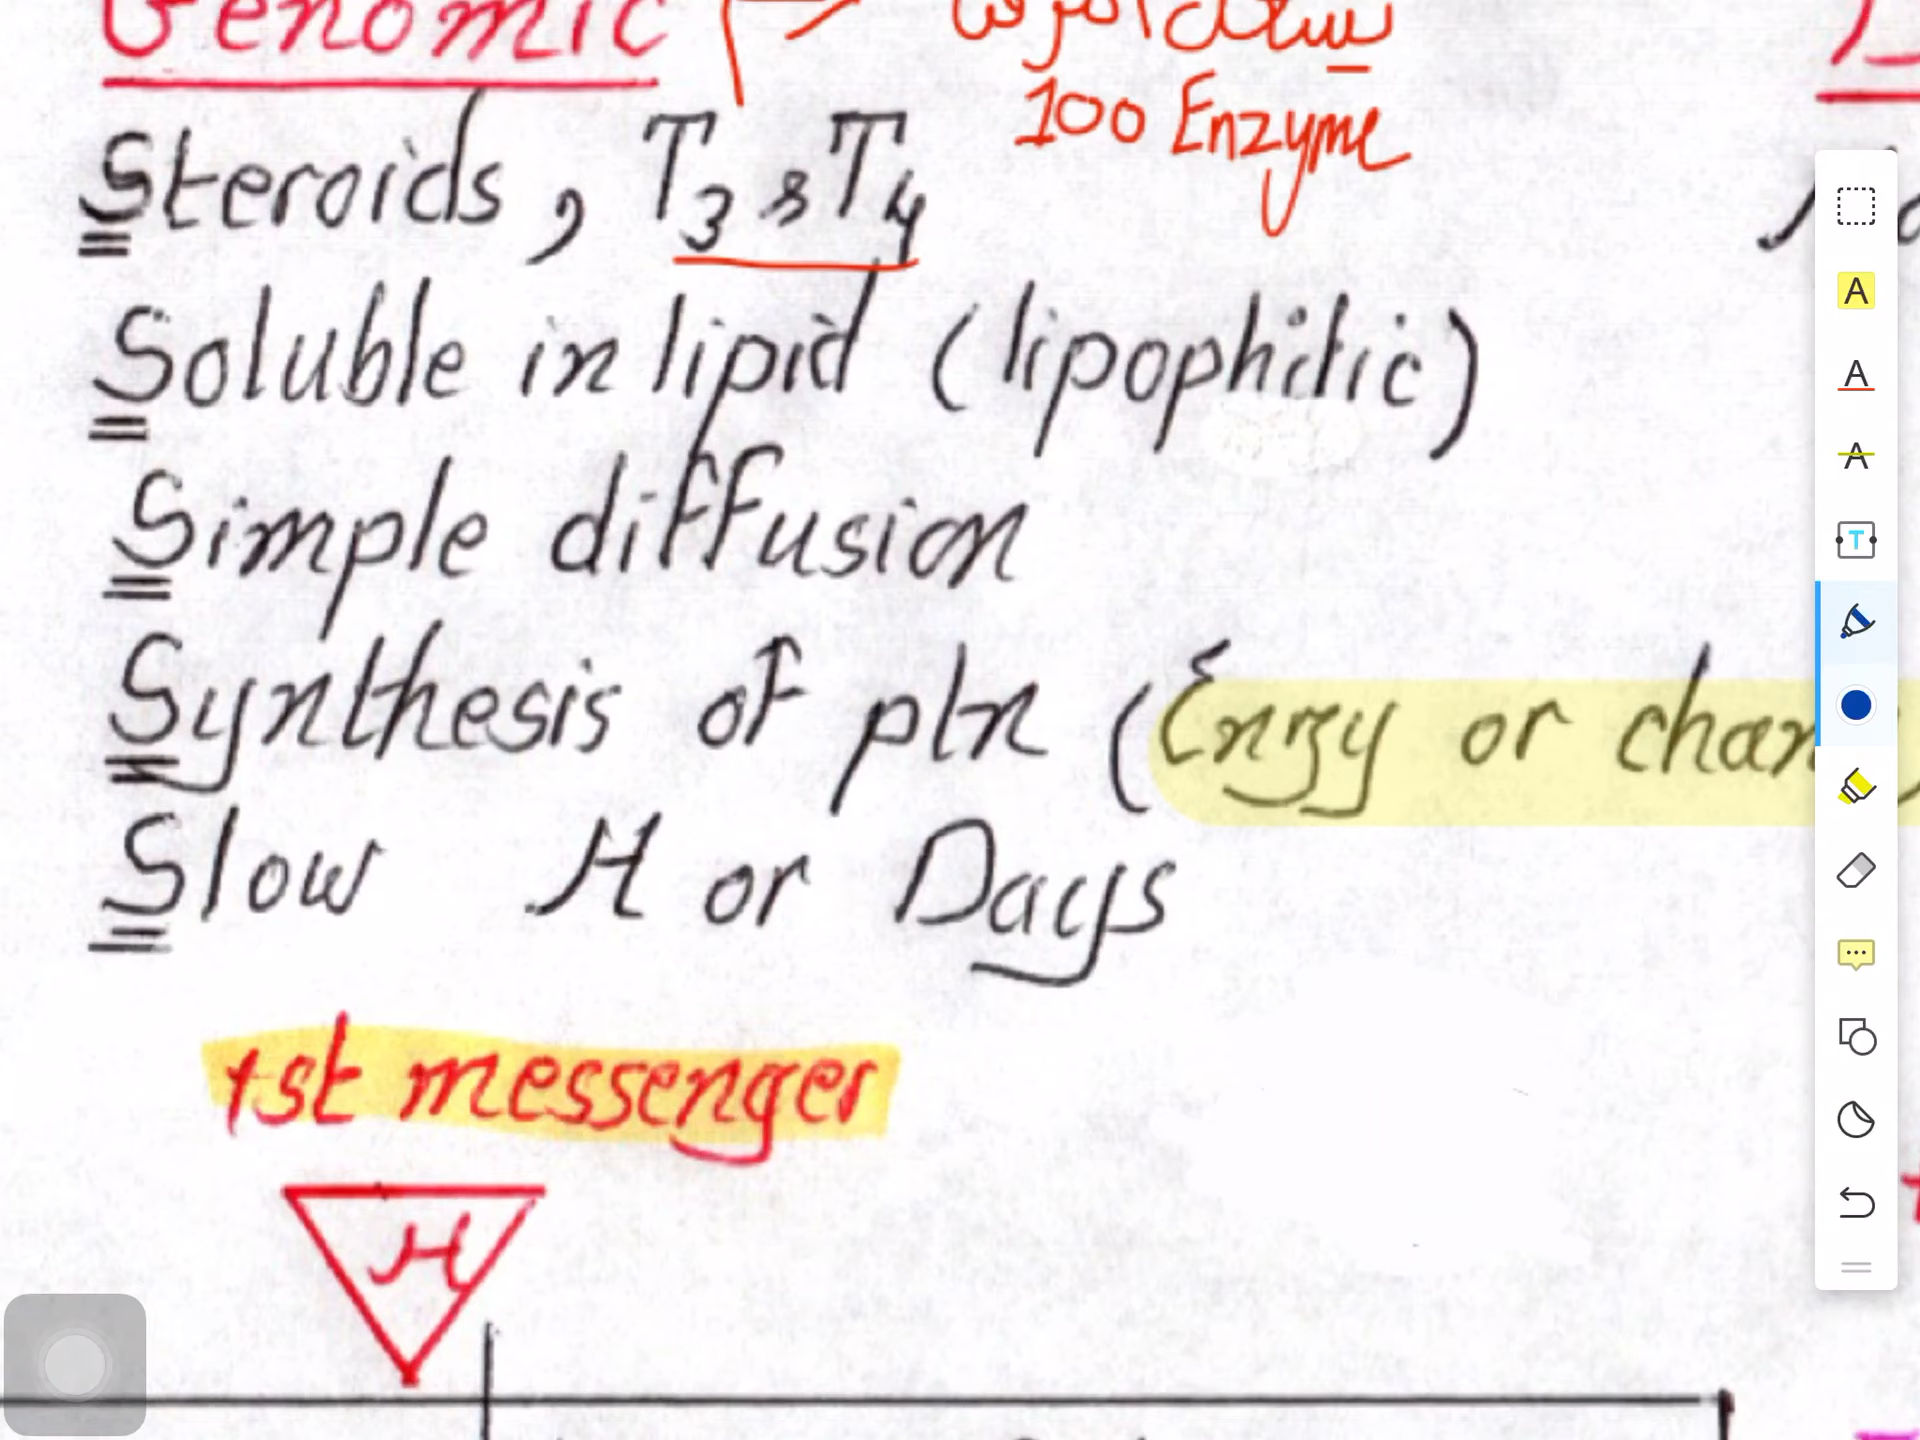 Genomic
100 Enzyme
Steroids, T3 & T4
Soluble in lipid (lipophilic)
Simple diffusion
Synthesis of ptn (Enzy or chan
Slow H or Days
1st messenger
H